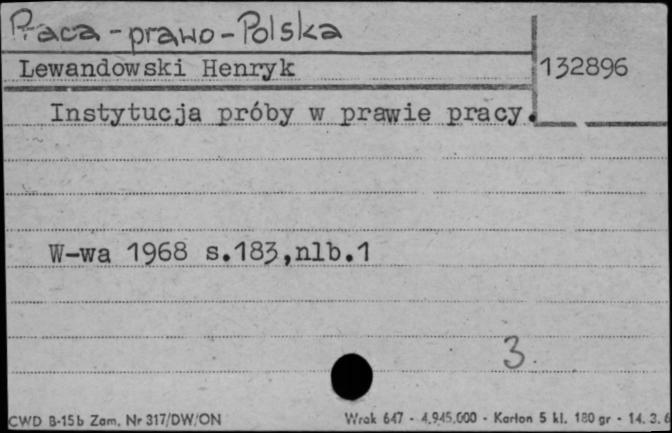 Praca - prawo - Polska
Lewandowski Henryk
132896
Instytucja próby w prawie pracy.
W-wa 1968 s.183,nlb.1
3.
CWD B-15b Zam. Nr 317/DW/ON Wrak 647 - 4.945.000 - Karton 5 kl. 180 gr - 14. 3. 6